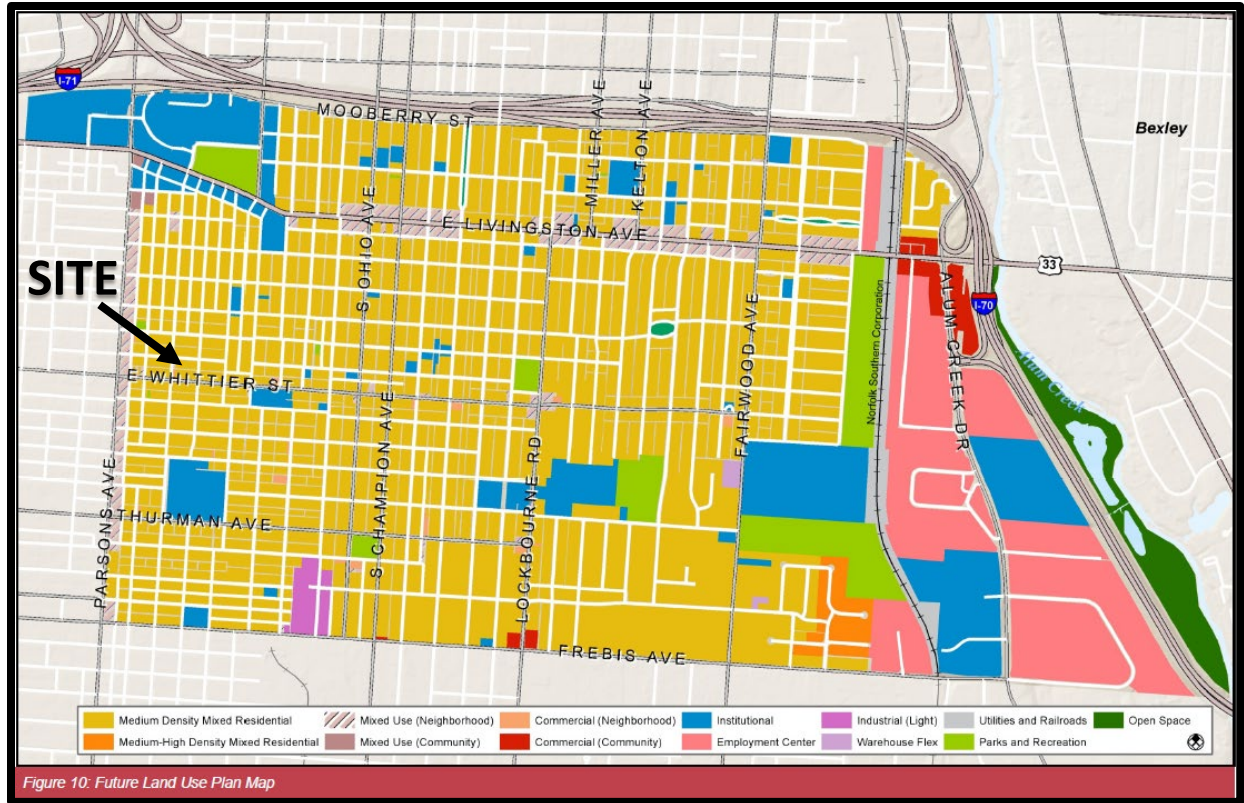 I-71
MOOBERRY ST
MILLER AVE
KELTON AVE
Bexley
S OHIO AVE
E LIVINGSTON AVE
33
SITE
I-70
Norfolk Southern Corporation
ALUM CREEK DR
Alum Creek
FAIRWOOD AVE
E WHITTIER ST
PARSONS AVE
S CHAMPION AVE
LOCKBOURNE RD
THURMAN AVE
FREBIS AVE
Medium Density Mixed Residential
Mixed Use (Neighborhood)
Commercial (Neighborhood)
Institutional
Industrial (Light)
Utilities and Railroads
Open Space
Medium-High Density Mixed Residential
Mixed Use (Community)
Commercial (Community)
Employment Center
Warehouse Flex
Parks and Recreation
Figure 10: Future Land Use Plan Map